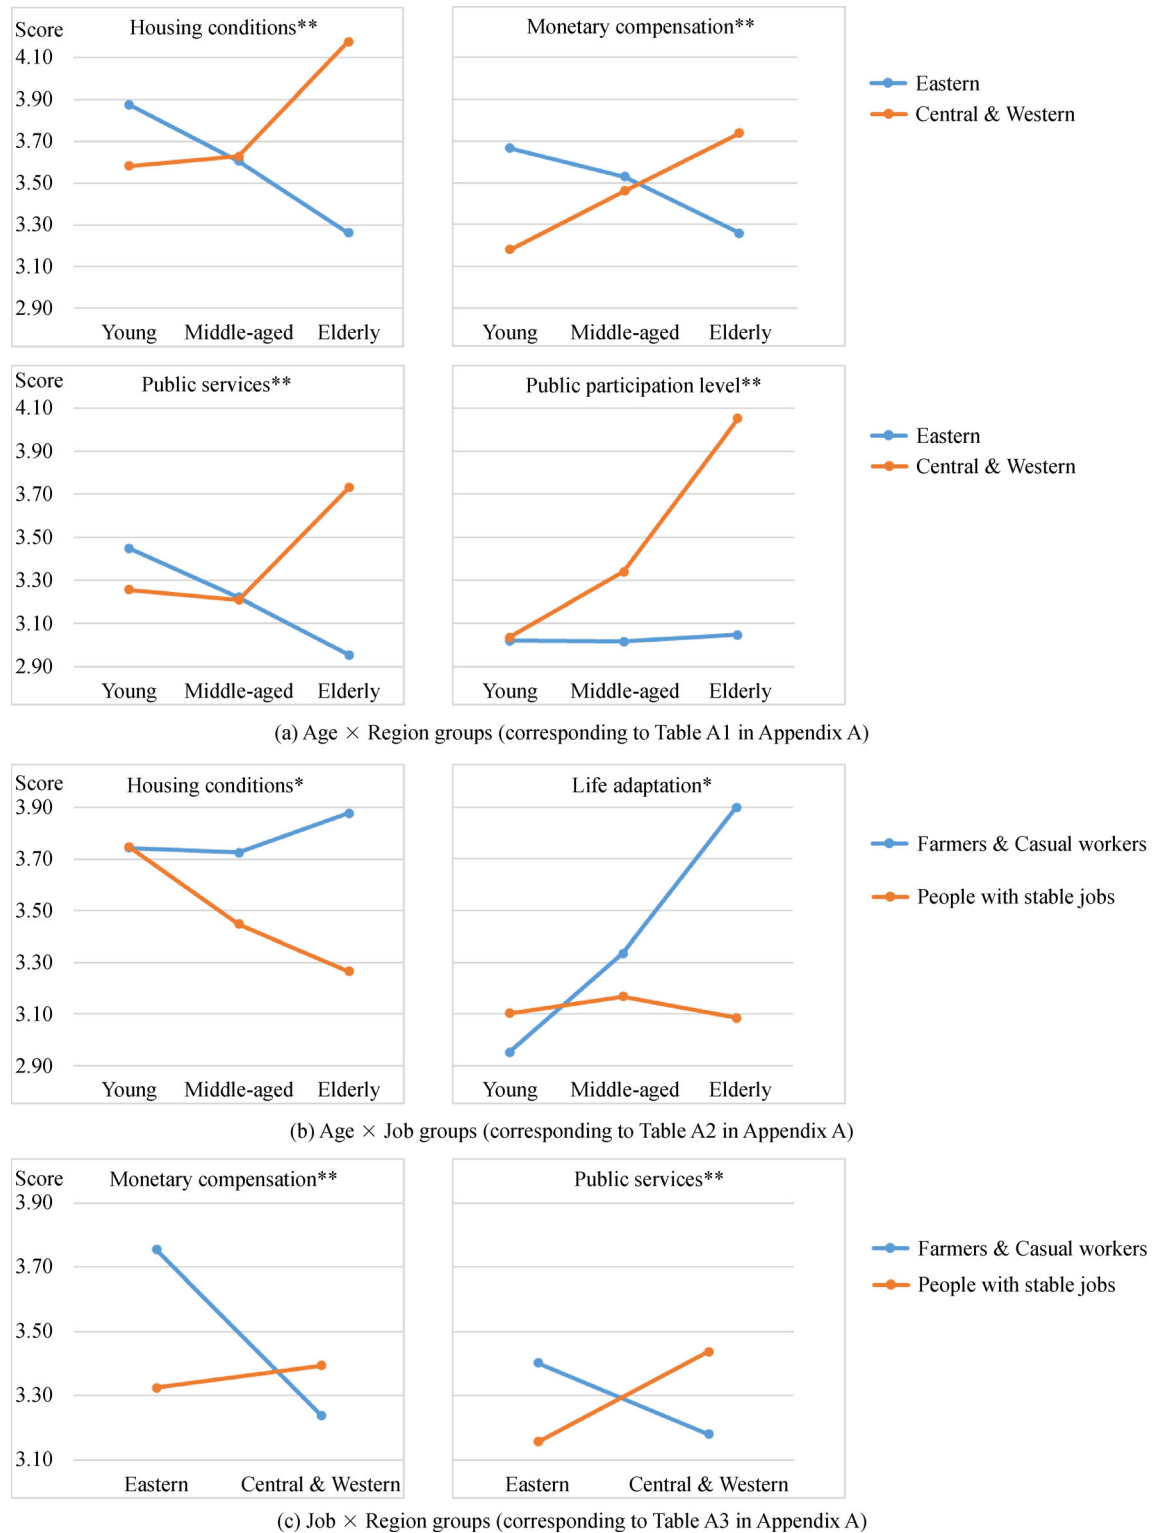 Score
Housing conditions**
4.10
3.90
3.70
3.50
3.30
3.10
2.90
Young Middle-aged Elderly
Monetary compensation**
Young Middle-aged Elderly
Eastern
Central & Western
Score
Public services**
4.10
3.90
3.70
3.50
3.30
3.10
2.90
Young Middle-aged Elderly
Public participation level**
Young Middle-aged Elderly
Eastern
Central & Western
(a) Age × Region groups (corresponding to Table A1 in Appendix A)
Score
Housing conditions*
3.90
3.70
3.50
3.30
3.10
2.90
Young Middle-aged Elderly
Life adaptation*
Young Middle-aged Elderly
Farmers & Casual workers
People with stable jobs
(b) Age × Job groups (corresponding to Table A2 in Appendix A)
Score
Monetary compensation**
3.90
3.70
3.50
3.30
3.10
Eastern Central & Western
Public services**
Eastern Central & Western
Farmers & Casual workers
People with stable jobs
(c) Job × Region groups (corresponding to Table A3 in Appendix A)